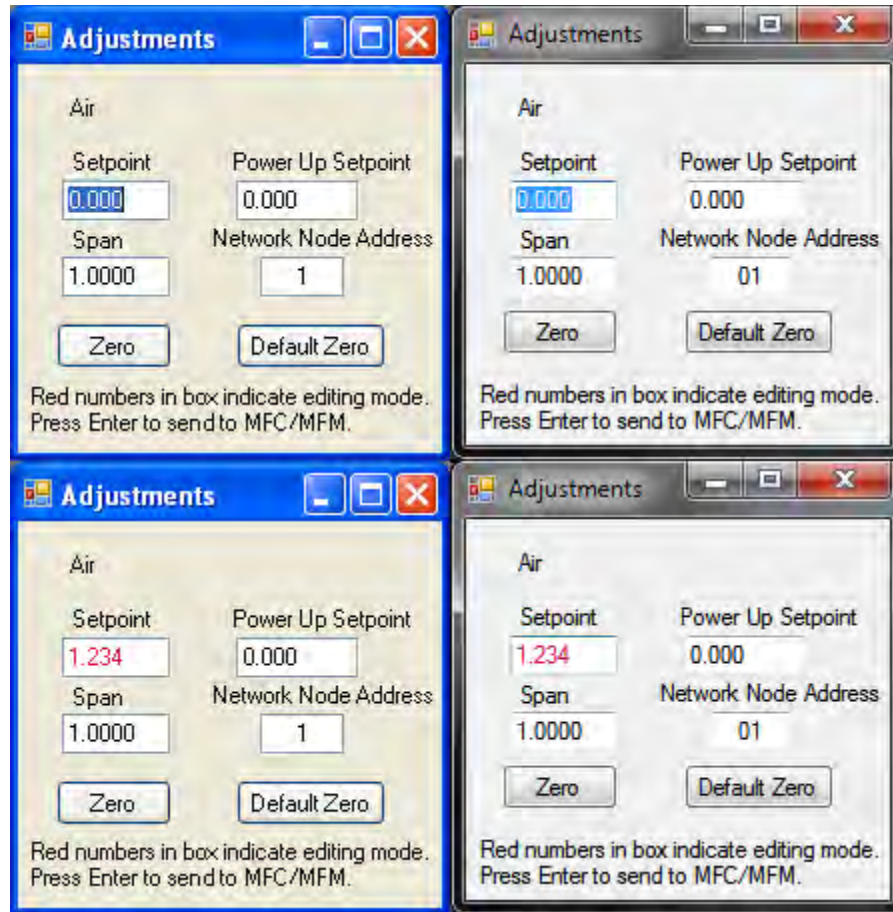 Adjustments
Air
Setpoint Power Up Setpoint
0.000 0.000
Span Network Node Address
1.0000 1
Zero Default Zero
Red numbers in box indicate editing mode.
Press Enter to send to MFC/MFM.
Adjustments
Air
Setpoint Power Up Setpoint
0.000 0.000
Span Network Node Address
1.0000 01
Zero Default Zero
Red numbers in box indicate editing mode.
Press Enter to send to MFC/MFM.
Adjustments
Air
Setpoint Power Up Setpoint
1.234 0.000
Span Network Node Address
1.0000 1
Zero Default Zero
Red numbers in box indicate editing mode.
Press Enter to send to MFC/MFM.
Adjustments
Air
Setpoint Power Up Setpoint
1.234 0.000
Span Network Node Address
1.0000 01
Zero Default Zero
Red numbers in box indicate editing mode.
Press Enter to send to MFC/MFM.